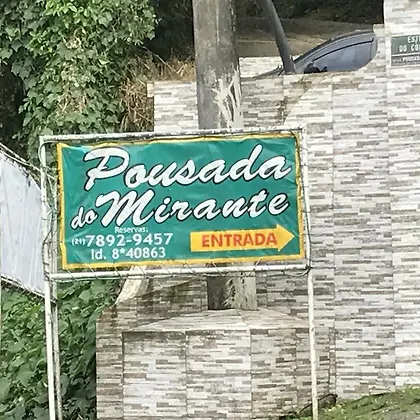 Pousada
do Mirante
Reservas:
(21) 7892-9457
Id. 8*40863
ENTRADA